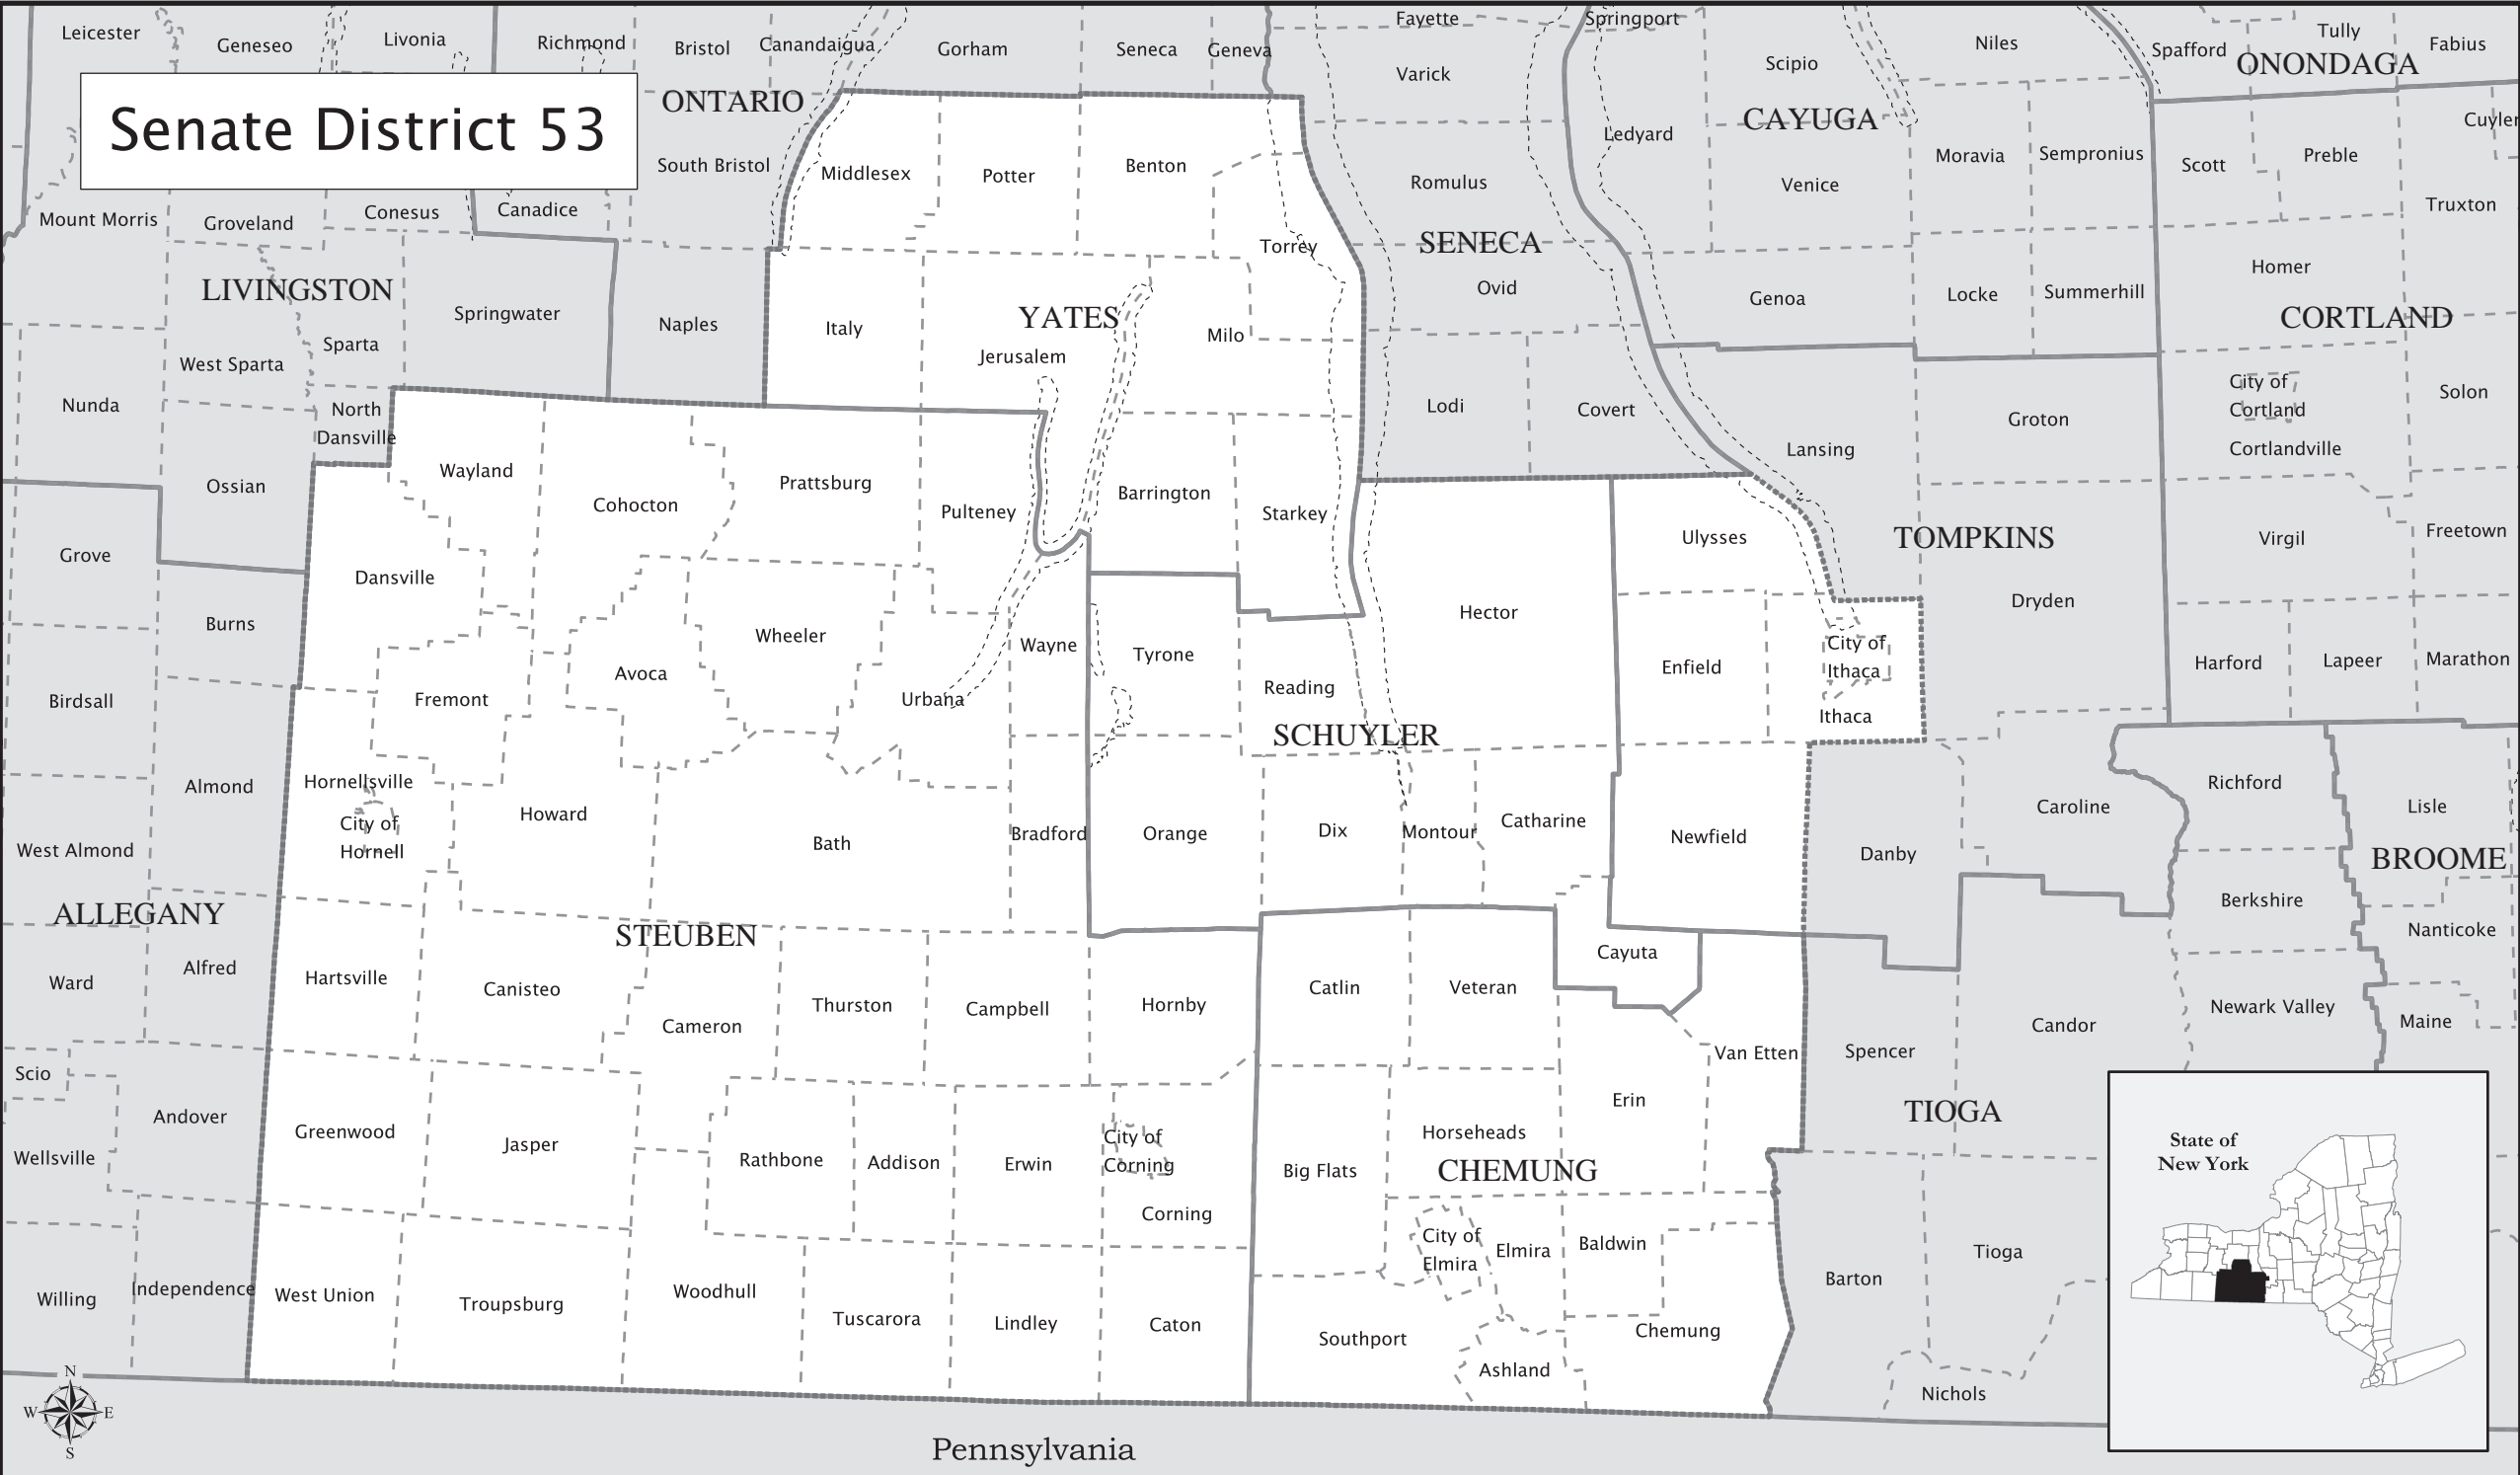 Leicester
Geneseo
Livonia
Richmond
Bristol
Canandaigua
Gorham
Seneca
Geneva
Fayette
Varick
Springport
Scipio
Niles
Spafford
Tully
Fabius
ONONDAGA
Senate District 53
ONTARIO
CAYUGA
Ledyard
Cuyler
South Bristol
Middlesex
Potter
Benton
Romulus
Venice
Moravia
Sempronius
Scott
Preble
Truxton
Mount Morris
Groveland
Conesus
Canadice
Torrey
SENECA
Ovid
Genoa
Locke
Summerhill
Homer
CORTLAND
LIVINGSTON
Springwater
Naples
Italy
YATES
Jerusalem
Milo
West Sparta
Sparta
Nunda
North
Dansville
Lodi
Covert
Lansing
Groton
City of
Cortland
Cortlandville
Solon
Ossian
Wayland
Cohocton
Prattsburg
Pulteney
Barrington
Starkey
Ulysses
TOMPKINS
Virgil
Freetown
Grove
Dansville
Burns
Wheeler
Wayne
Tyrone
Hector
Dryden
Birdsall
Fremont
Avoca
Urbana
Reading
Enfield
City of
Ithaca
Ithaca
Harford
Lapeer
Marathon
SCHUYLER
Almond
Hornellsville
City of
Hornell
Howard
Bath
Bradford
Orange
Dix
Montour
Catharine
Newfield
Danby
Caroline
Richford
Lisle
West Almond
BROOME
ALLEGANY
STEUBEN
Cayuta
Berkshire
Nanticoke
Ward
Alfred
Hartsville
Canisteo
Cameron
Thurston
Campbell
Hornby
Catlin
Veteran
Van Etten
Spencer
Candor
Newark Valley
Maine
Scio
Andover
Greenwood
Jasper
Rathbone
Addison
Erwin
City of
Corning
Corning
Big Flats
Horseheads
CHEMUNG
Erin
TIOGA
Wellsville
State of
New York
City of
Elmira
Elmira
Baldwin
Barton
Tioga
Willing
Independence
West Union
Troupsburg
Woodhull
Tuscarora
Lindley
Caton
Southport
Ashland
Chemung
Nichols
N
W
E
S
Pennsylvania